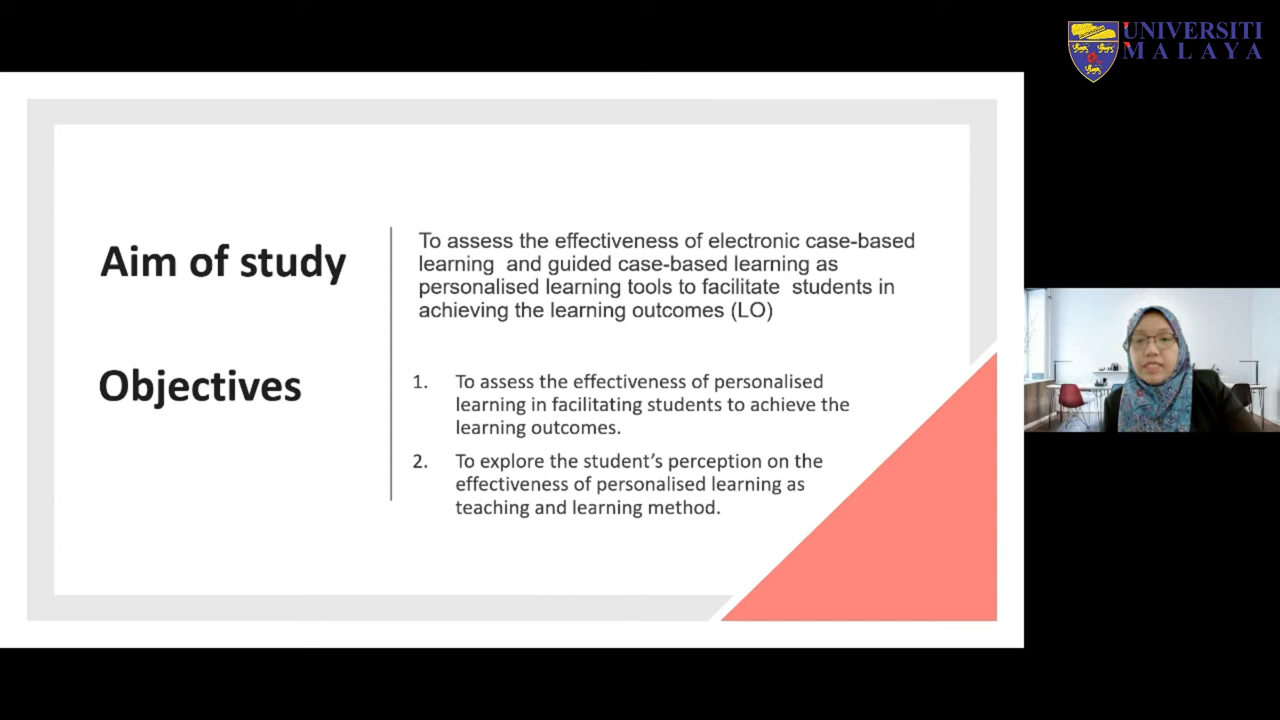 UNIVERSITI
MALAYA
Aim of study
To assess the effectiveness of electronic case-based
learning and guided case-based learning as
personalised learning tools to facilitate students in
achieving the learning outcomes (LO)
Objectives
1. To assess the effectiveness of personalised
learning in facilitating students to achieve the
learning outcomes.
2. To explore the student's perception on the
effectiveness of personalised learning as
teaching and learning method.